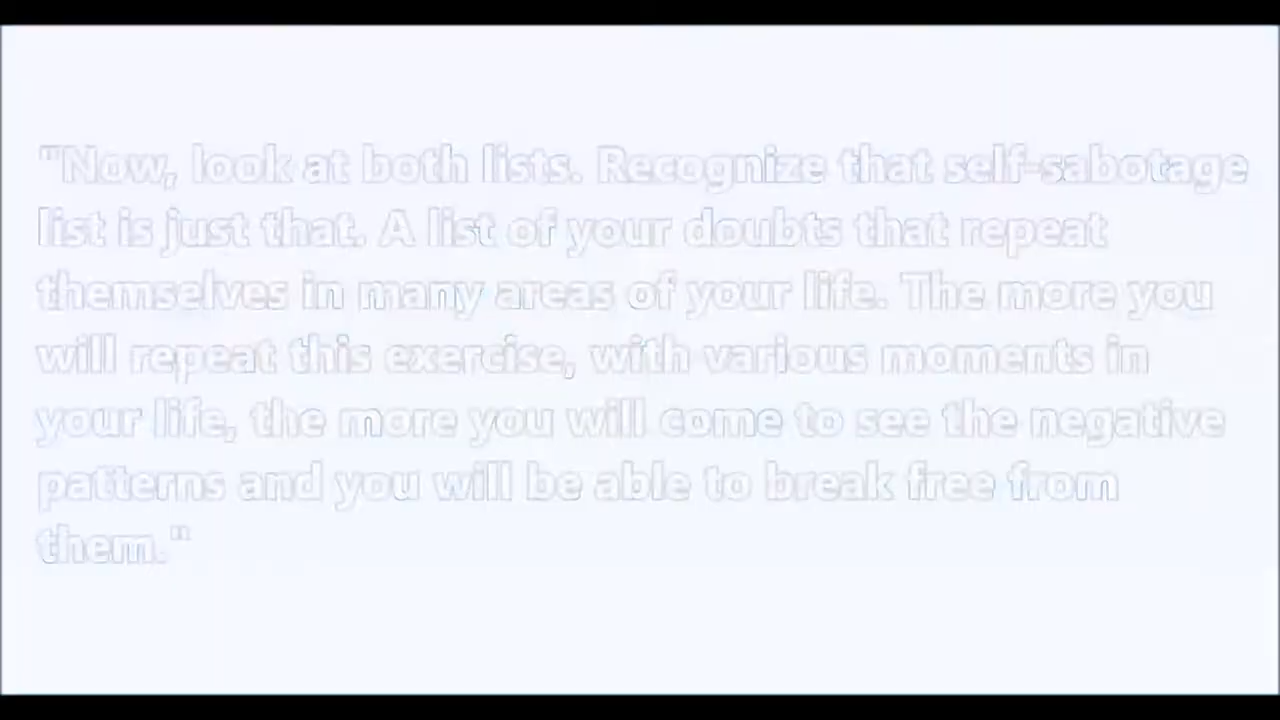 "Now, look at both lists. Recognize that self-sabotage
list is just that. A list of your doubts that repeat
themselves in many areas of your life. The more you
will repeat this exercise, with various moments in
your life, the more you will come to see the negative
patterns and you will be able to break free from
them."